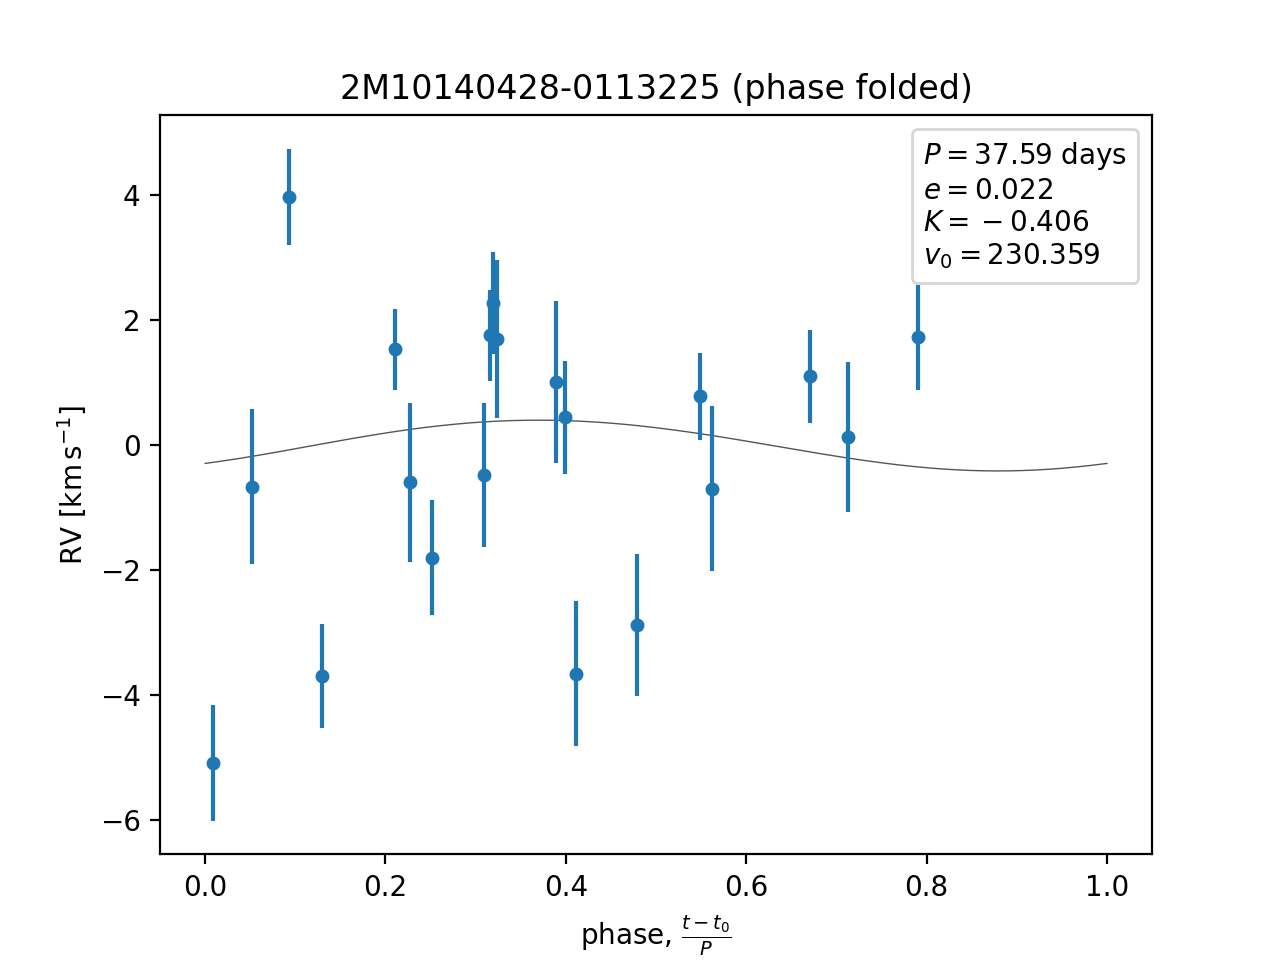 2M10140428-0113225 (phase folded)
P = 37.59 days
e = 0.022
K = −0.406
v₀ = 230.359
RV [km s⁻¹]
4
2
0
−2
−4
−6
0.0 0.2 0.4 0.6 0.8 1.0
phase, (t − t₀)/P